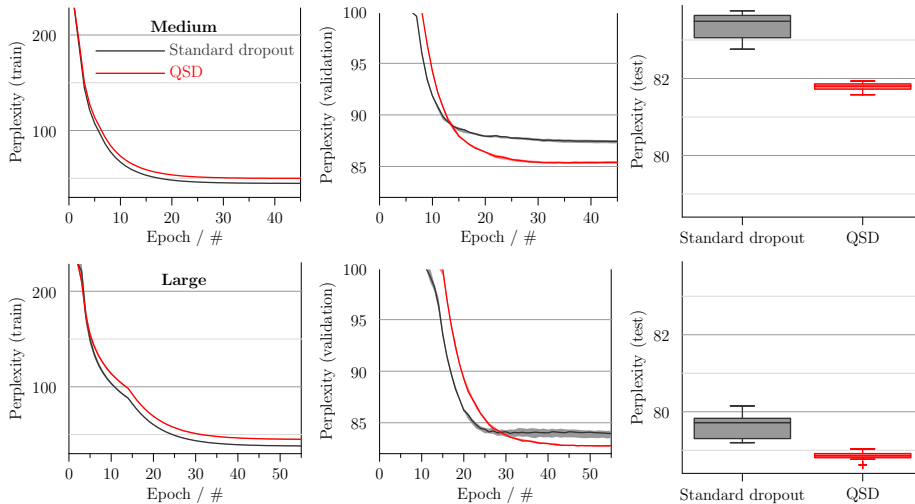 Medium
Standard dropout
QSD
Perplexity (train)
200
100
0
10
20
30
40
Epoch / #
Perplexity (validation)
100
95
90
85
0
10
20
30
40
Epoch / #
Perplexity (test)
82
80
Standard dropout
QSD
Large
Perplexity (train)
200
100
0
10
20
30
40
50
Epoch / #
Perplexity (validation)
100
95
90
85
0
10
20
30
40
50
Epoch / #
Perplexity (test)
82
80
Standard dropout
QSD